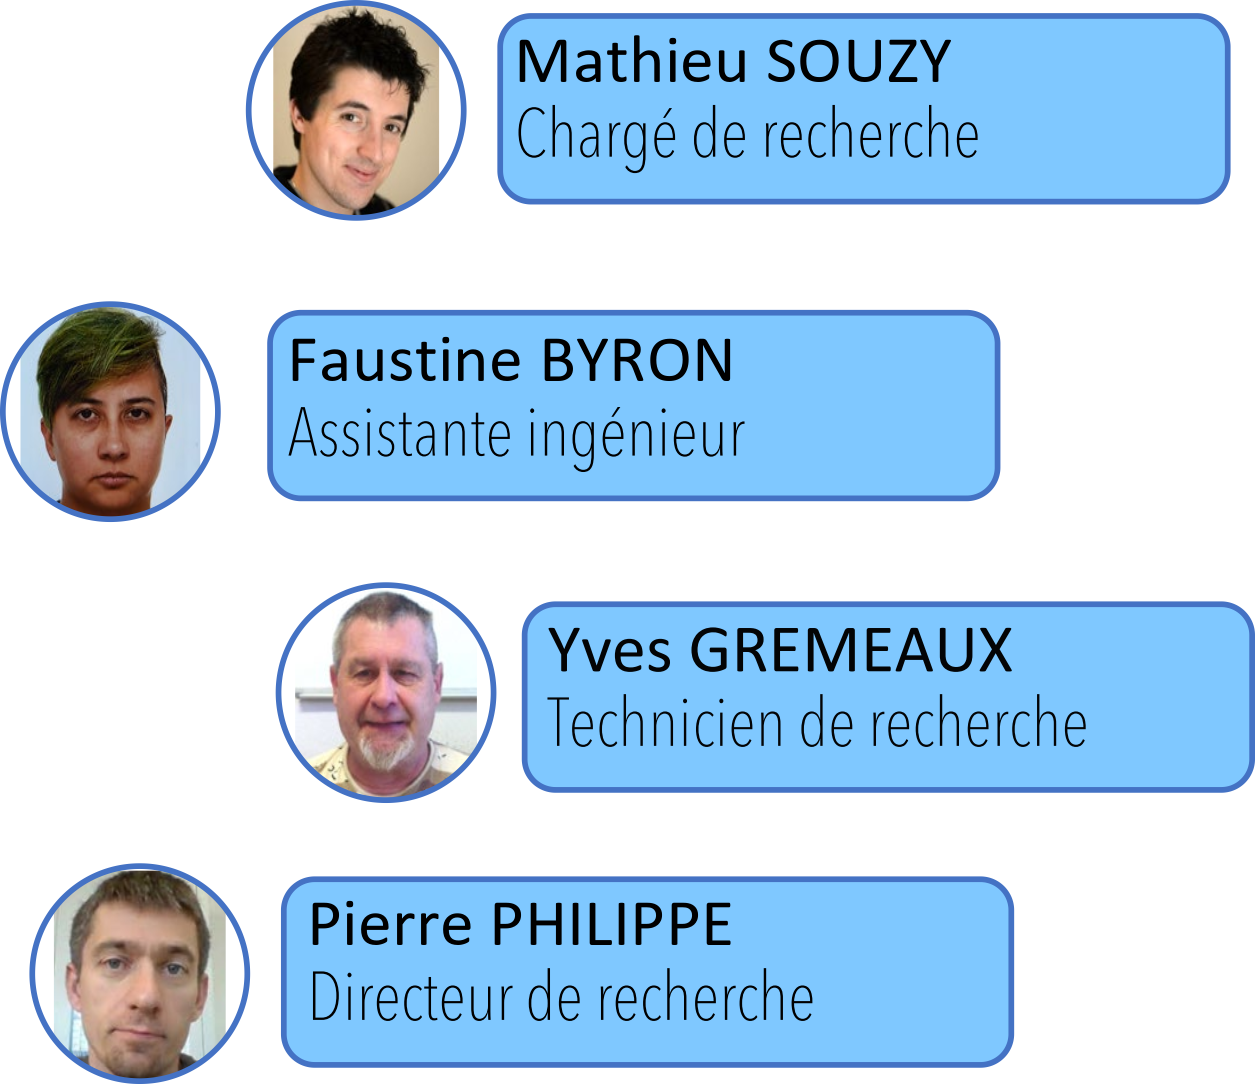 Mathieu SOUZY
Chargé de recherche
Faustine BYRON
Assistante ingénieur
Yves GREMEAUX
Technicien de recherche
Pierre PHILIPPE
Directeur de recherche